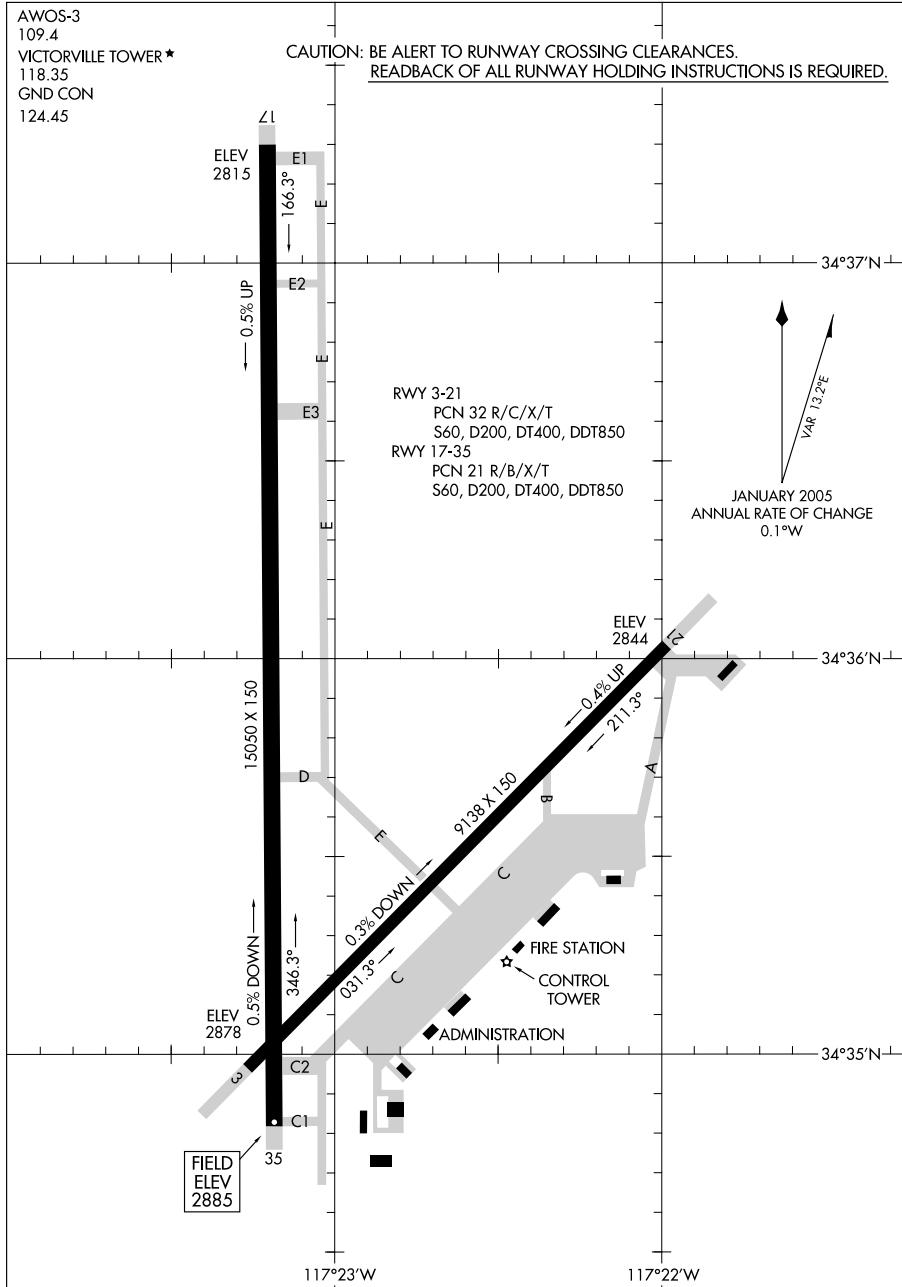 AWOS-3
109.4
VICTORVILLE TOWER ★
118.35
GND CON
124.45
CAUTION: BE ALERT TO RUNWAY CROSSING CLEARANCES.
READBACK OF ALL RUNWAY HOLDING INSTRUCTIONS IS REQUIRED.
17
ELEV
2815
E1
166.3°
E
34°37'N
E2
0.5% UP
E
E3
RWY 3-21
PCN 32 R/C/X/T
S60, D200, DT400, DDT850
RWY 17-35
PCN 21 R/B/X/T
S60, D200, DT400, DDT850
VAR 13.2°E
JANUARY 2005
ANNUAL RATE OF CHANGE
0.1°W
E
ELEV
2844
21
34°36'N
0.4% UP
211.3°
15050 X 150
D
9138 X 150
B
A
E
C
0.3% DOWN
031.3°
C
0.5% DOWN
346.3°
FIRE STATION
CONTROL
TOWER
ELEV
2878
ADMINISTRATION
34°35'N
3
C2
C1
35
FIELD
ELEV
2885
117°23'W
117°22'W